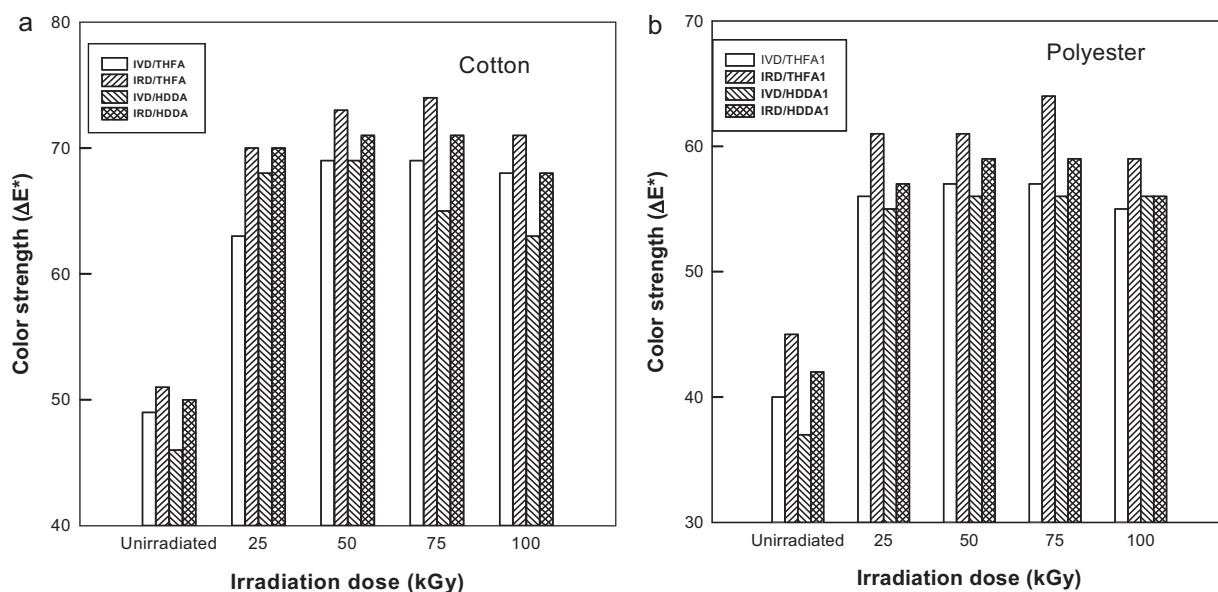 a
80
70
60
50
40
Color strength (ΔE*)
IVD/THFA
IRD/THFA
IVD/HDDA
IRD/HDDA
Cotton
Unirradiated 25 50 75 100
Irradiation dose (kGy)
b
70
60
50
40
30
Color strength (ΔE*)
IVD/THFA1
IRD/THFA1
IVD/HDDA1
IRD/HDDA1
Polyester
Unirradiated 25 50 75 100
Irradiation dose (kGy)